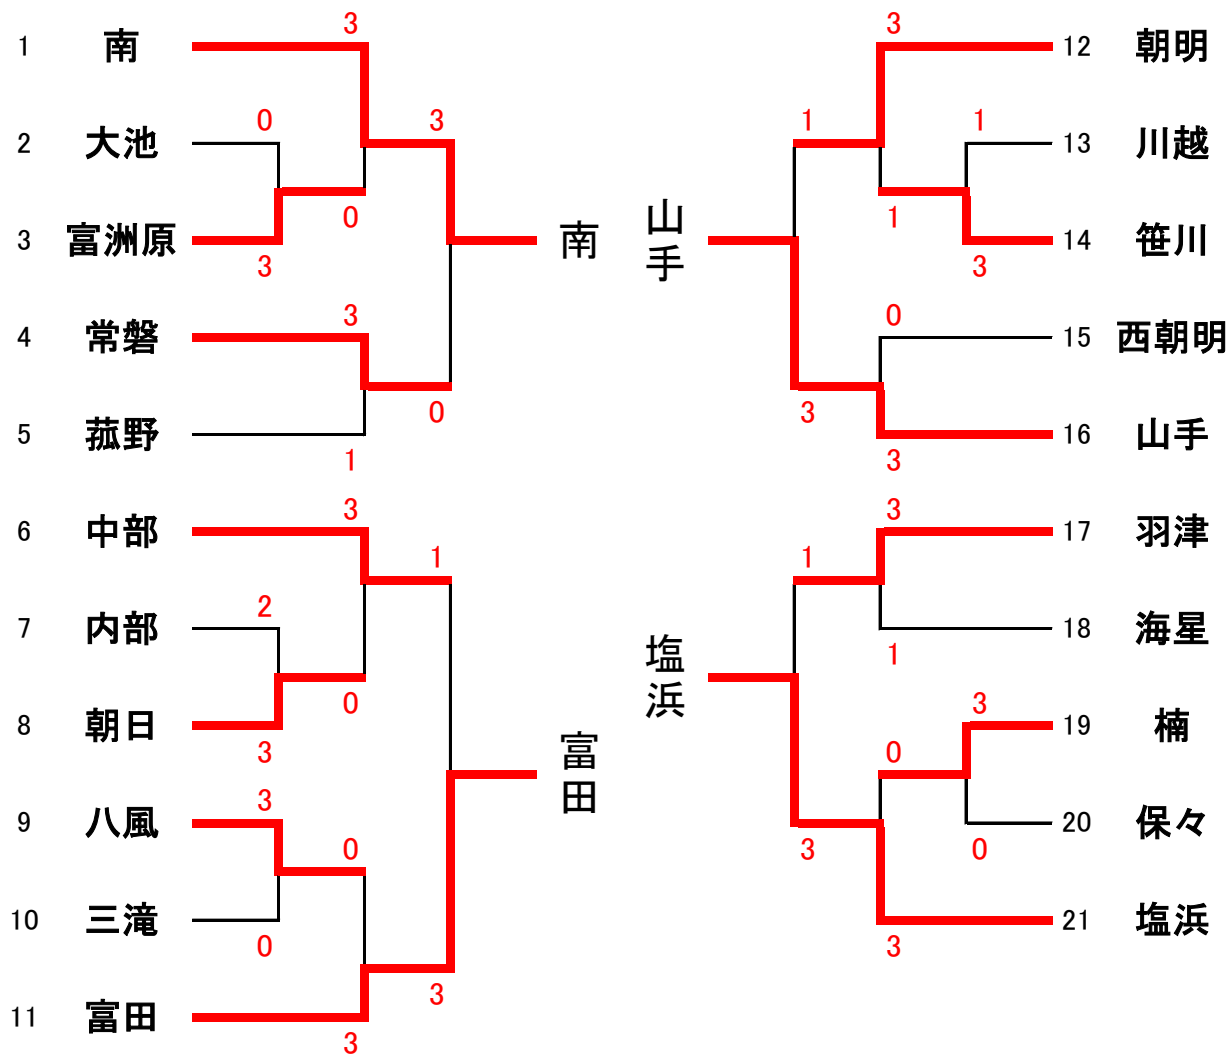 3
1 南
0
2 大池
3
0
3 富洲原
3
3
4 常磐
0
5 菰野
1
南
3
6 中部
1
2
7 内部
0
8 朝日
3
3
9 八風
0
10 三滝
0
3
11 富田
3
富田
3
12 朝明
1
1
13 川越
1
14 笹川
3
0
15 西朝明
3
16 山手
3
山手
3
17 羽津
1
18 海星
1
3
19 楠
0
20 保々
3
0
21 塩浜
3
塩浜